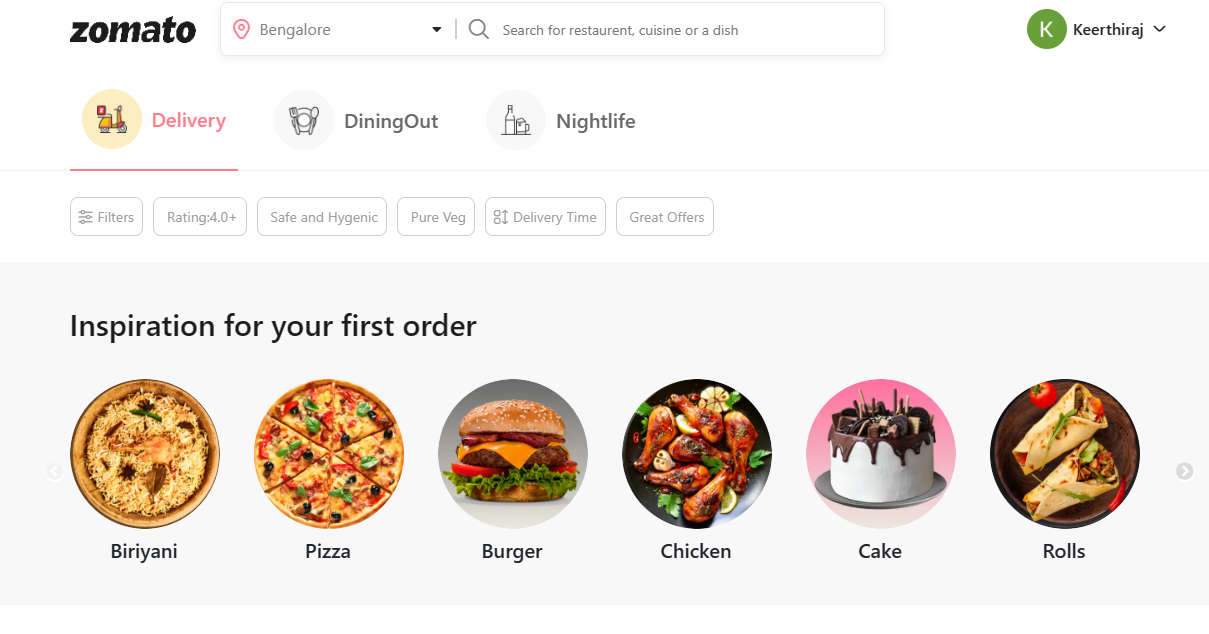 zomato
Bengalore
Search for restaurent, cuisine or a dish
K
Keerthiraj
Delivery
DiningOut
Nightlife
Filters
Rating:4.0+
Safe and Hygenic
Pure Veg
Delivery Time
Great Offers
Inspiration for your first order
Biriyani
Pizza
Burger
Chicken
Cake
Rolls